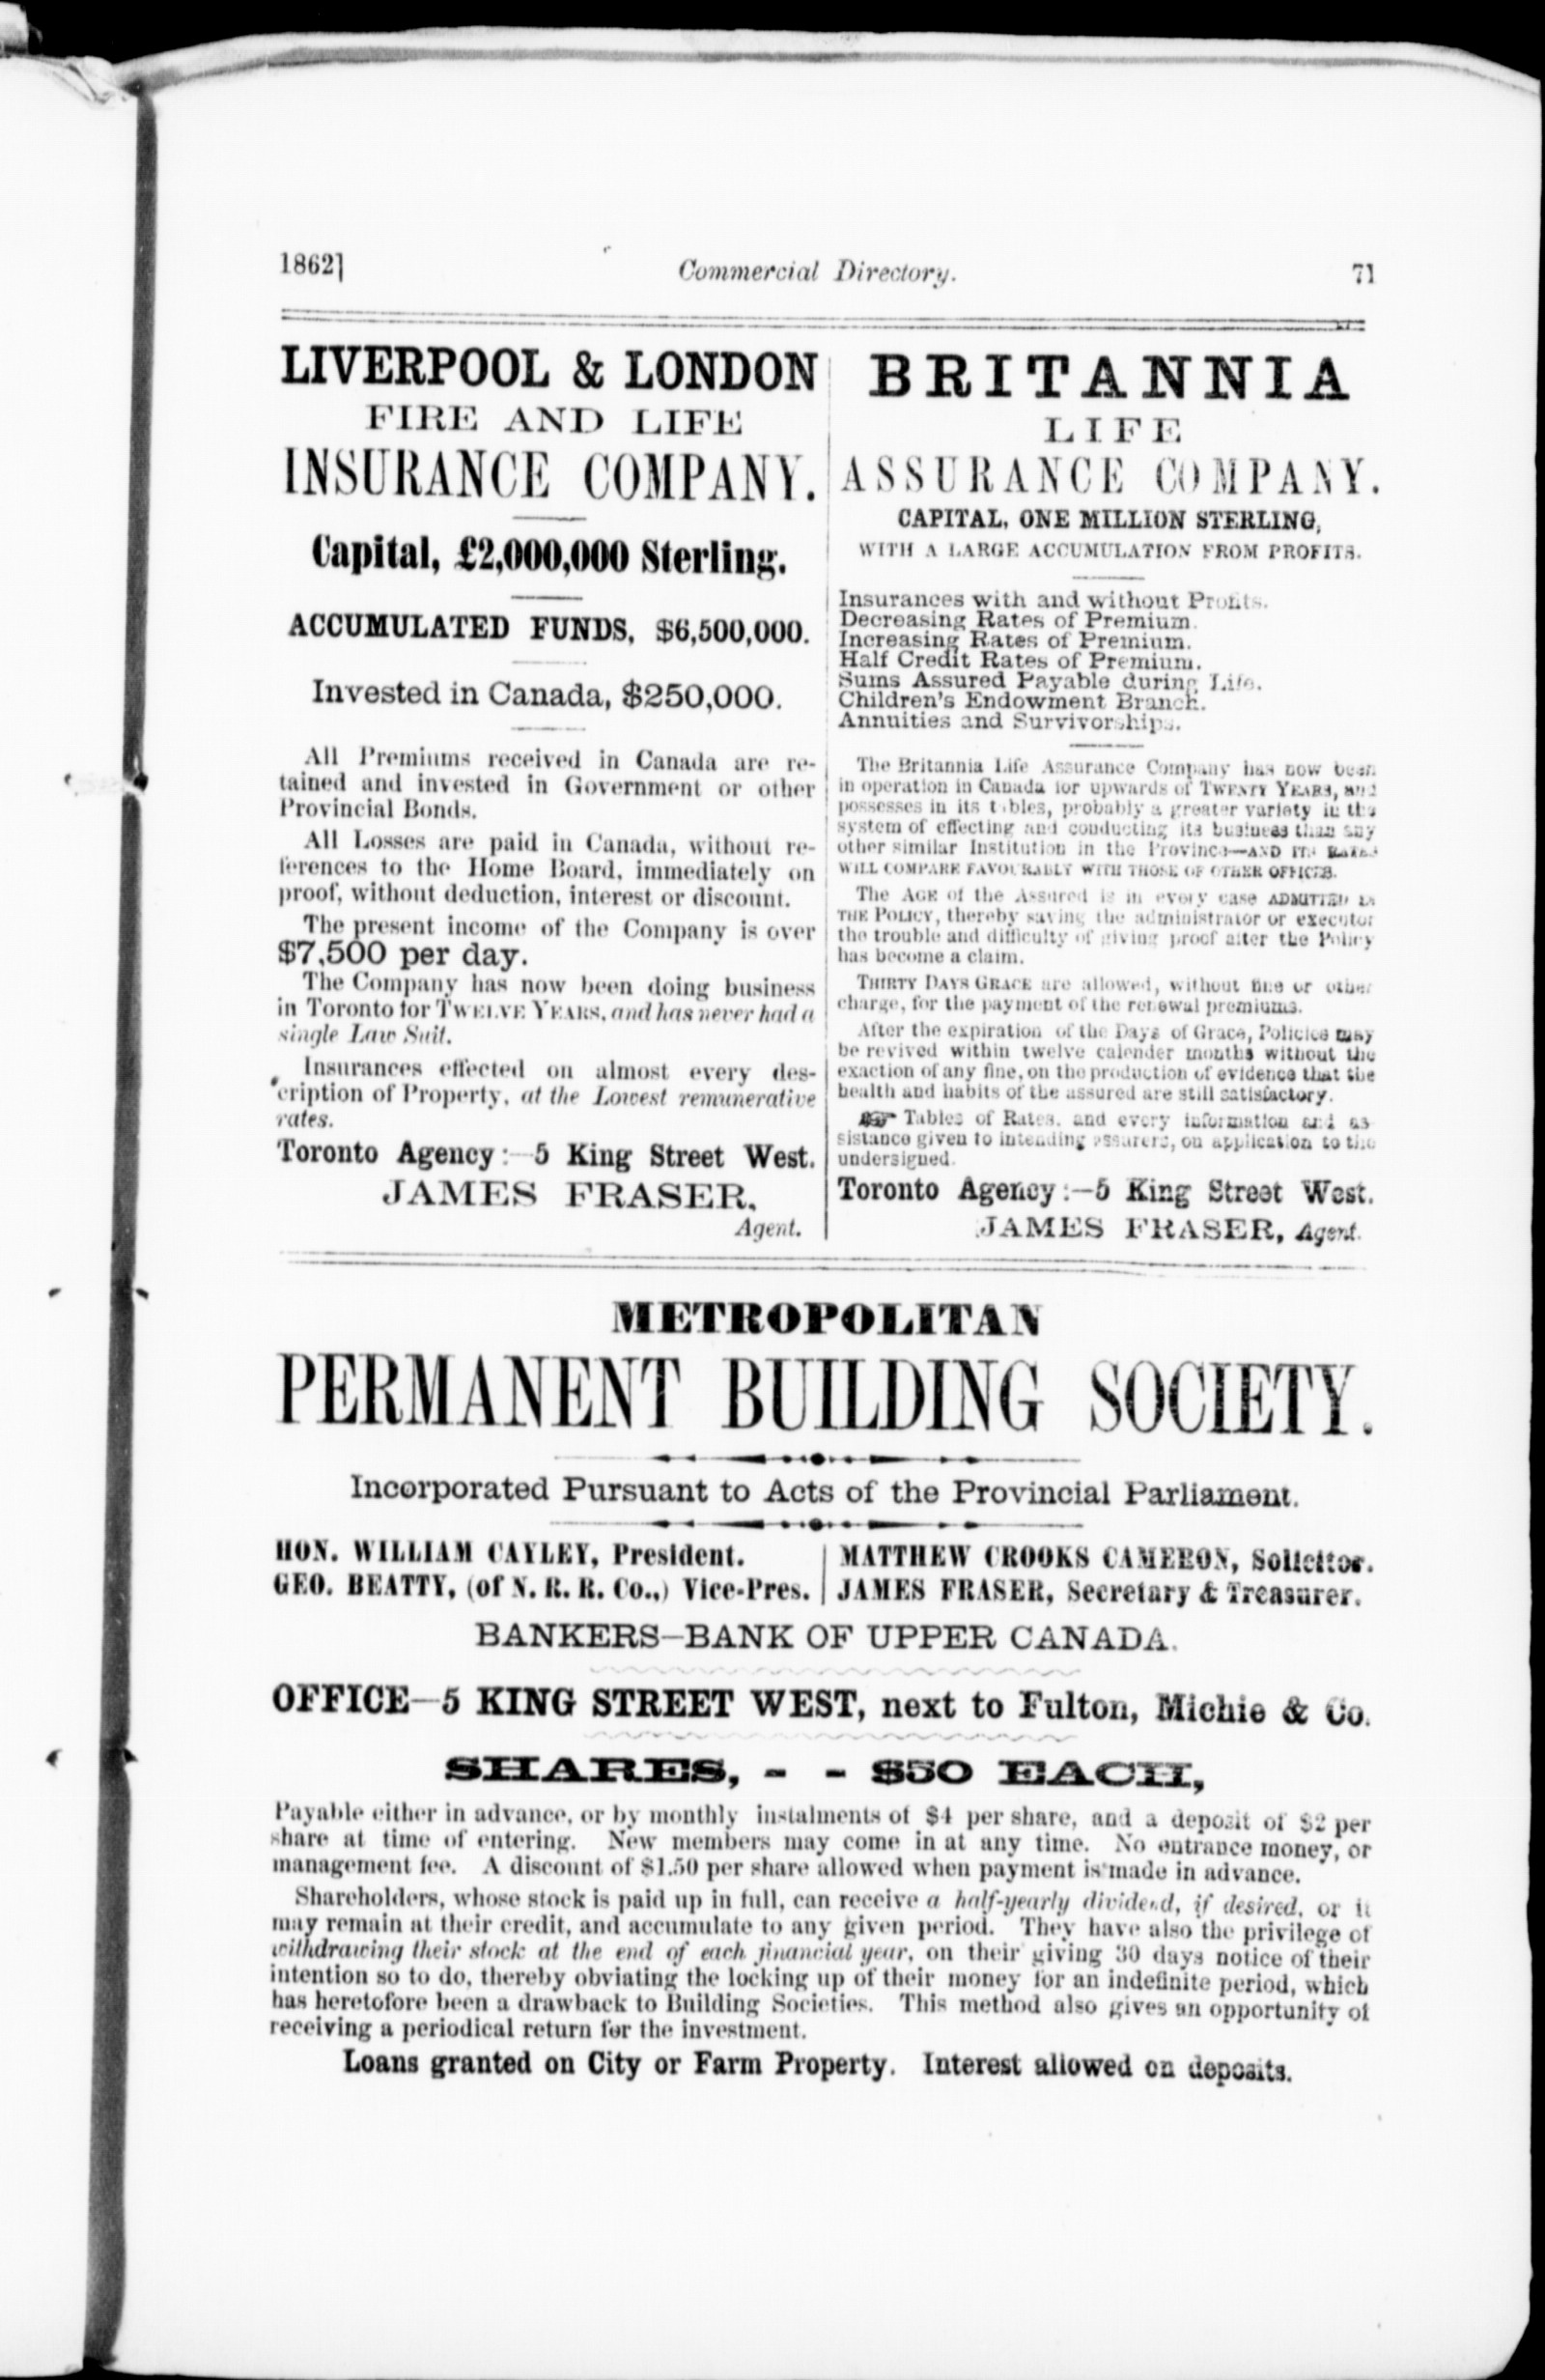 1862]
Commercial Directory.
71
LIVERPOOL & LONDON
FIRE AND LIFE
INSURANCE COMPANY.
Capital, £2,000,000 Sterling.
ACCUMULATED FUNDS, $6,500,000.
Invested in Canada, $250,000.
All Premiums received in Canada are re-
tained and invested in Government or other
Provincial Bonds.
All Losses are paid in Canada, without re-
ferences to the Home Board, immediately on
proof, without deduction, interest or discount.
The present income of the Company is over
$7,500 per day.
The Company has now been doing business
in Toronto for TWELVE YEARS, and has never had a
single Law Suit.
Insurances effected on almost every des-
cription of Property, at the Lowest remunerative
rates.
Toronto Agency:—5 King Street West.
JAMES FRASER,
Agent.
BRITANNIA
LIFE
ASSURANCE COMPANY.
CAPITAL, ONE MILLION STERLING,
WITH A LARGE ACCUMULATION FROM PROFITS.
Insurances with and without Profits.
Decreasing Rates of Premium.
Increasing Rates of Premium.
Half Credit Rates of Premium.
Sums Assured Payable during Life.
Children's Endowment Branch.
Annuities and Survivorships.
The Britannia Life Assurance Company has now been
in operation in Canada for upwards of TWENTY YEARS, and
possesses in its tables, probably a greater variety in the
system of effecting and conducting its business than any
other similar Institution in the Province—AND ITS RATES
WILL COMPARE FAVOURABLY WITH THOSE OF OTHER OFFICES.
The AGE of the Assured is in every case ADMITTED IN
THE POLICY, thereby saving the administrator or executor
the trouble and difficulty of giving proof after the Policy
has become a claim.
THIRTY DAYS GRACE are allowed, without fine or other
charge, for the payment of the renewal premiums.
After the expiration of the Days of Grace, Policies may
be revived within twelve calender months without the
exaction of any fine, on the production of evidence that the
health and habits of the assured are still satisfactory.
☞ Tables of Rates, and every information and as
sistance given to intending assurers, on application to the
undersigned.
Toronto Agency:—5 King Street West.
JAMES FRASER, Agent.
METROPOLITAN
PERMANENT BUILDING SOCIETY.
Incorporated Pursuant to Acts of the Provincial Parliament.
HON. WILLIAM CAYLEY, President.
GEO. BEATTY, (of N. R. R. Co.,) Vice-Pres.
MATTHEW CROOKS CAMERON, Solicitor.
JAMES FRASER, Secretary & Treasurer.
BANKERS—BANK OF UPPER CANADA.
OFFICE—5 KING STREET WEST, next to Fulton, Michie & Co.
SHARES, - - $50 EACH,
Payable either in advance, or by monthly instalments of $4 per share, and a deposit of $2 per
share at time of entering. New members may come in at any time. No entrance money, or
management fee. A discount of $1.50 per share allowed when payment is made in advance.
Shareholders, whose stock is paid up in full, can receive a half-yearly dividend, if desired, or it
may remain at their credit, and accumulate to any given period. They have also the privilege of
withdrawing their stock at the end of each financial year, on their giving 30 days notice of their
intention so to do, thereby obviating the locking up of their money for an indefinite period, which
has heretofore been a drawback to Building Societies. This method also gives an opportunity of
receiving a periodical return for the investment.
Loans granted on City or Farm Property. Interest allowed on deposits.